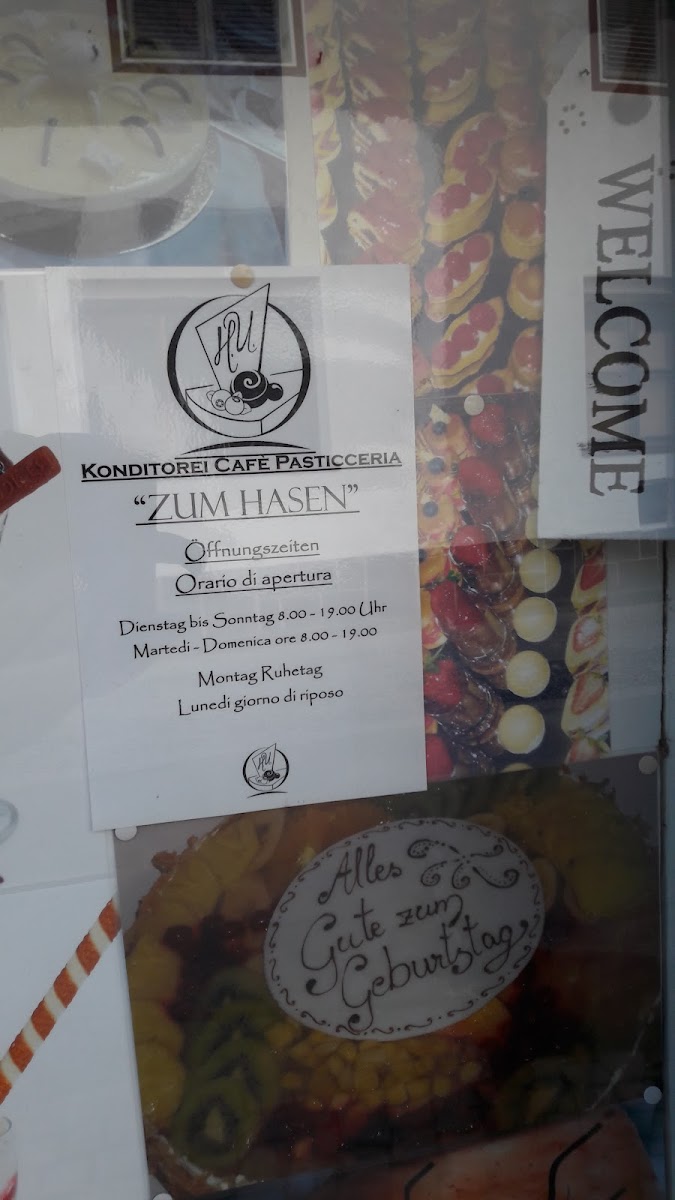 WELCOME
H.U.
KONDITOREI CAFÈ PASTICCERIA
“ZUM HASEN”
Öffnungszeiten
Orario di apertura
Dienstag bis Sonntag 8.00 - 19.00 Uhr
Martedi - Domenica ore 8.00 - 19.00
Montag Ruhetag
Lunedi giorno di riposo
H.U.
Alles
Gute zum
Geburtstag